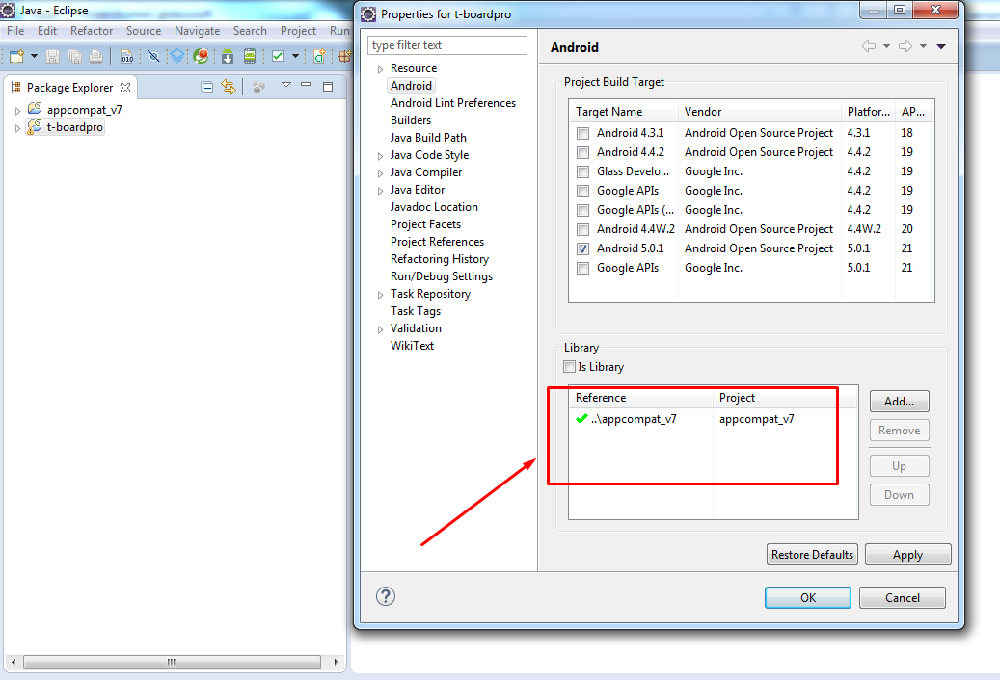 Java - Eclipse
File Edit Refactor Source Navigate Search Project Run
010
Package Explorer
appcompat_v7
t-boardpro
Properties for t-boardpro
type filter text
Resource
Android
Android Lint Preferences
Builders
Java Build Path
Java Code Style
Java Compiler
Java Editor
Javadoc Location
Project Facets
Project References
Refactoring History
Run/Debug Settings
Task Repository
Task Tags
Validation
WikiText
Android
Project Build Target
Target Name Vendor Platfor... AP...
Android 4.3.1 Android Open Source Project 4.3.1 18
Android 4.4.2 Android Open Source Project 4.4.2 19
Glass Develo... Google Inc. 4.4.2 19
Google APIs Google Inc. 4.4.2 19
Google APIs (... Google Inc. 4.4.2 19
Android 4.4W.2 Android Open Source Project 4.4W.2 20
Android 5.0.1 Android Open Source Project 5.0.1 21
Google APIs Google Inc. 5.0.1 21
Library
Is Library
Reference Project
..\appcompat_v7 appcompat_v7
Add...
Remove
Up
Down
Restore Defaults Apply
? OK Cancel